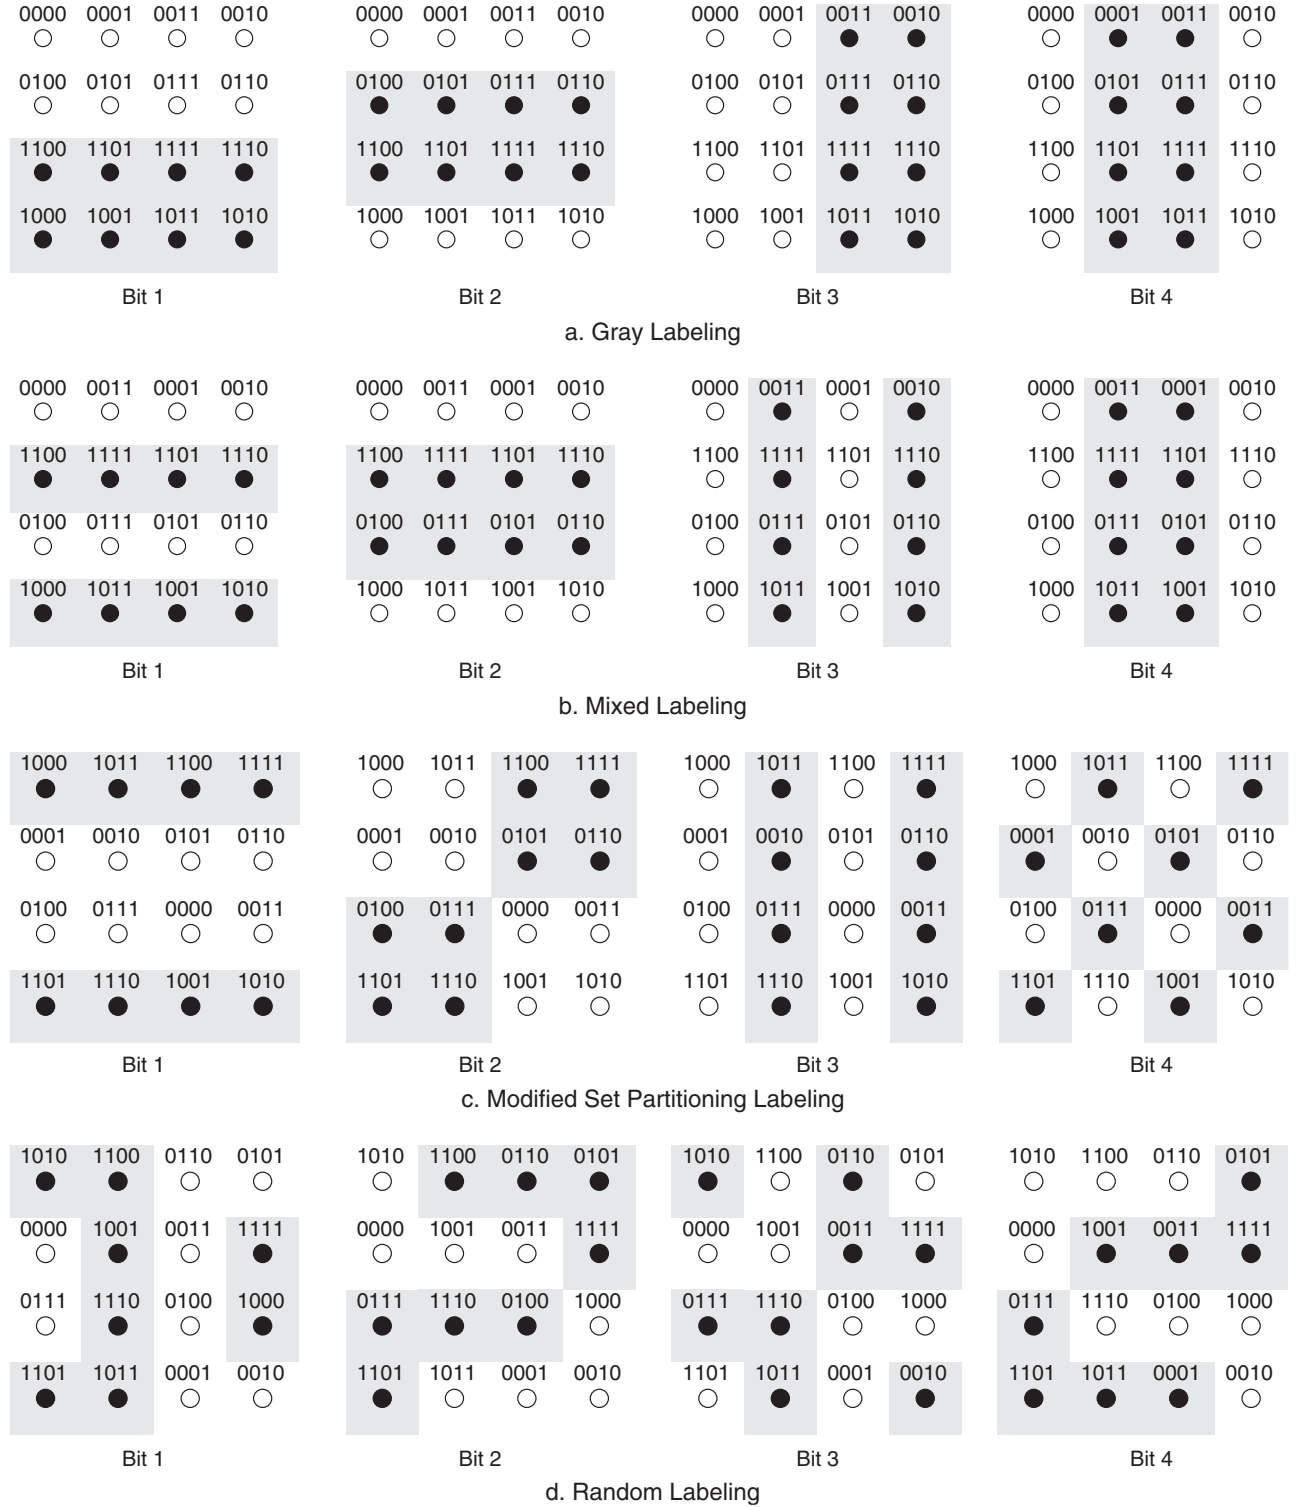 0000 0001 0011 0010 0000 0001 0011 0010 0000 0001 0011 0010 0000 0001 0011 0010
0100 0101 0111 0110 0100 0101 0111 0110 0100 0101 0111 0110 0100 0101 0111 0110
1100 1101 1111 1110 1100 1101 1111 1110 1100 1101 1111 1110 1100 1101 1111 1110
1000 1001 1011 1010 1000 1001 1011 1010 1000 1001 1011 1010 1000 1001 1011 1010
Bit 1 Bit 2 Bit 3 Bit 4
a. Gray Labeling
0000 0011 0001 0010 0000 0011 0001 0010 0000 0011 0001 0010 0000 0011 0001 0010
1100 1111 1101 1110 1100 1111 1101 1110 1100 1111 1101 1110 1100 1111 1101 1110
0100 0111 0101 0110 0100 0111 0101 0110 0100 0111 0101 0110 0100 0111 0101 0110
1000 1011 1001 1010 1000 1011 1001 1010 1000 1011 1001 1010 1000 1011 1001 1010
Bit 1 Bit 2 Bit 3 Bit 4
b. Mixed Labeling
1000 1011 1100 1111 1000 1011 1100 1111 1000 1011 1100 1111 1000 1011 1100 1111
0001 0010 0101 0110 0001 0010 0101 0110 0001 0010 0101 0110 0001 0010 0101 0110
0100 0111 0000 0011 0100 0111 0000 0011 0100 0111 0000 0011 0100 0111 0000 0011
1101 1110 1001 1010 1101 1110 1001 1010 1101 1110 1001 1010 1101 1110 1001 1010
Bit 1 Bit 2 Bit 3 Bit 4
c. Modified Set Partitioning Labeling
1010 1100 0110 0101 1010 1100 0110 0101 1010 1100 0110 0101 1010 1100 0110 0101
0000 1001 0011 1111 0000 1001 0011 1111 0000 1001 0011 1111 0000 1001 0011 1111
0111 1110 0100 1000 0111 1110 0100 1000 0111 1110 0100 1000 0111 1110 0100 1000
1101 1011 0001 0010 1101 1011 0001 0010 1101 1011 0001 0010 1101 1011 0001 0010
Bit 1 Bit 2 Bit 3 Bit 4
d. Random Labeling